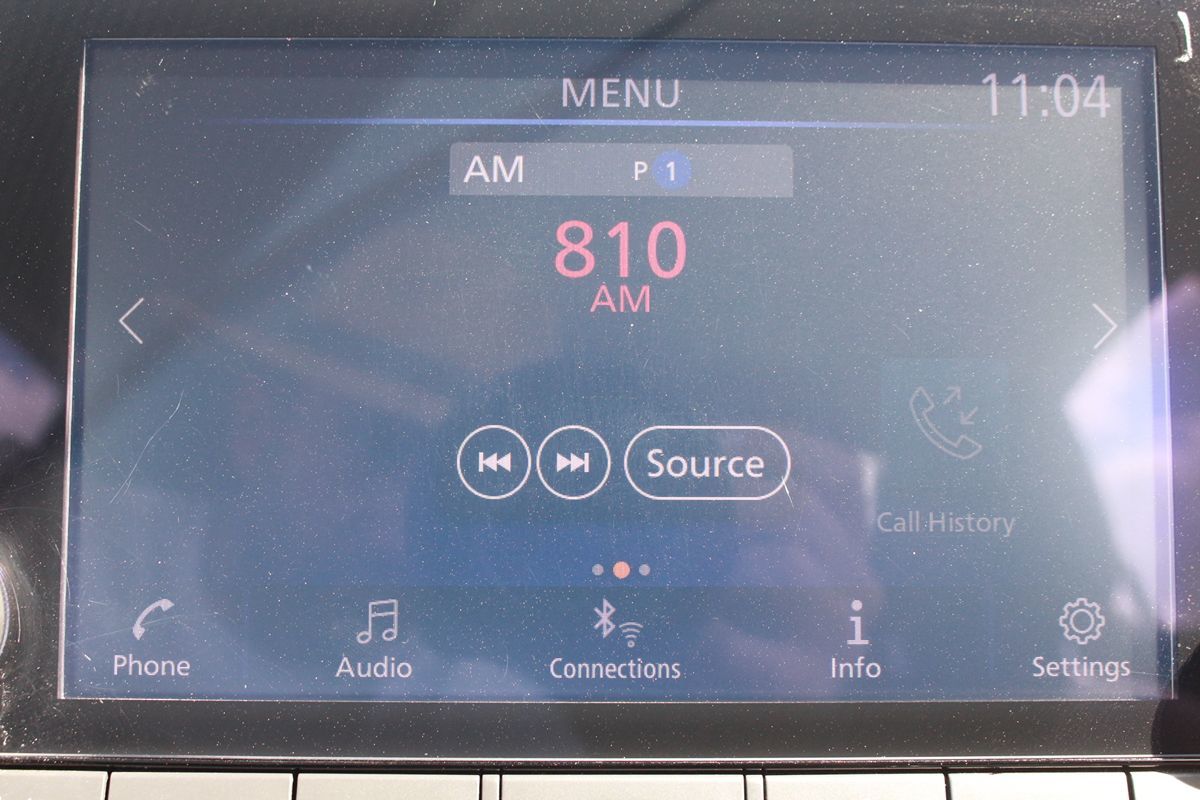 MENU
11:04
AM P 1
810
AM
Source
Call History
Phone
Audio
Connections
Info
Settings